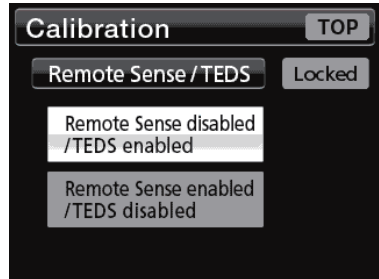 Calibration TOP
Remote Sense / TEDS Locked
Remote Sense disabled
/TEDS enabled
Remote Sense enabled
/TEDS disabled